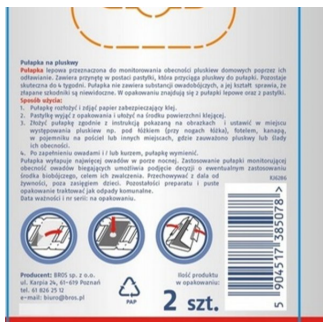 Pułapka na pluskwy
Pułapka lepowa przeznaczona do monitorowania obecności pluskiew domowych poprzez ich
odławianie. Zawiera przynętę w postaci pastylki, która przyciąga pluskwy do pułapki. Pozostaje
skuteczna do 4 tygodni. Pułapka nie zawiera substancji owadobójczych, a jej kształt sprawia, że
złapane szkodniki są niewidoczne. W opakowaniu znajdują się 2 pułapki lepowe oraz 2 pastylki.
Sposób użycia:
1. Pułapkę rozłożyć i zdjąć papier zabezpieczający klej.
2. Pastylkę wyjąć z opakowania i ułożyć na środku powierzchni klejącej.
3. Złożyć pułapkę zgodnie z instrukcją pokazaną na obrazkach i ustawić w miejscu
występowania pluskiew np. pod łóżkiem (przy nogach łóżka), fotelem, kanapą,
w pojemniku na pościel lub innych miejscach, gdzie zauważono pluskwy lub ślady
ich obecności.
4. Po zapełnieniu owadami i / lub kurzem, pułapkę wymienić.
Pułapka wyłapuje najwięcej owadów w porze nocnej. Zastosowanie pułapki monitorującej
obecność owadów biegających umożliwia podjęcie decyzji o ewentualnym zastosowaniu
środka biobójczego, celem ich zwalczenia. Przechowywać z dala od
żywności, poza zasięgiem dzieci. Pozostałości preparatu i puste
opakowanie traktować jak odpady komunalne.
Data ważności i nr serii: na opakowaniu.
Producent: BROS sp. z o.o.
ul. Karpia 24, 61-619 Poznań
tel. 61 826 25 12
e-mail: biuro@bros.pl
PAP
ilość produktu
w opakowaniu:
2 szt.
5 904517 385078 >